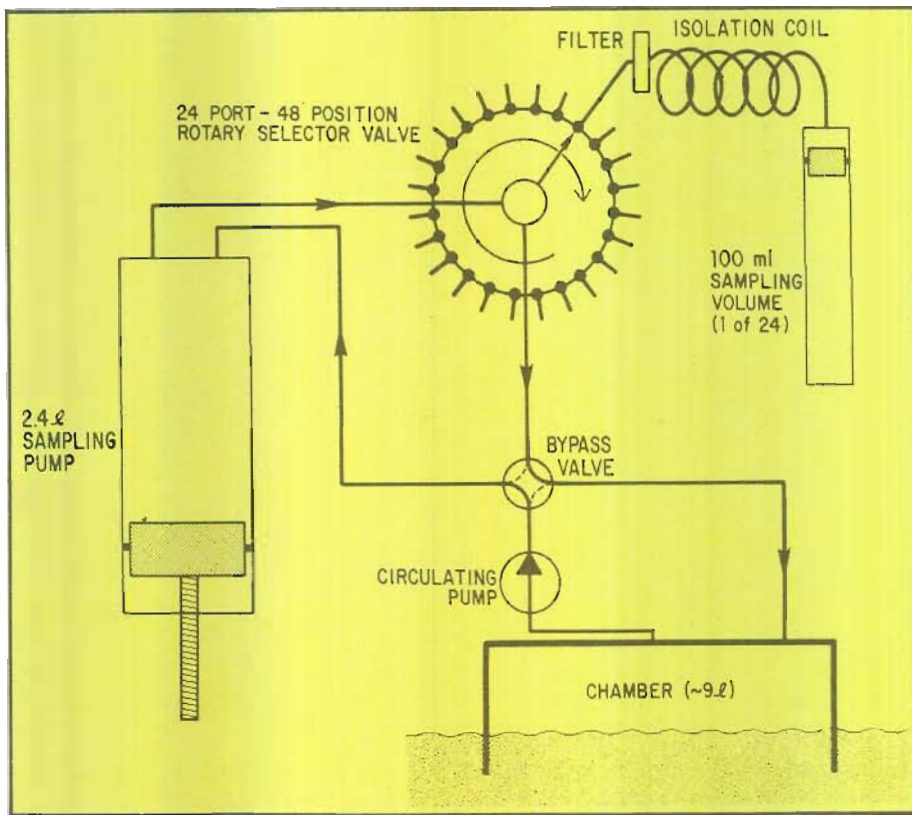 FILTER
ISOLATION COIL
24 PORT - 48 POSITION
ROTARY SELECTOR VALVE
100 ml
SAMPLING
VOLUME
(1 of 24)
2.4ℓ
SAMPLING
PUMP
BYPASS
VALVE
CIRCULATING
PUMP
CHAMBER (~9ℓ)